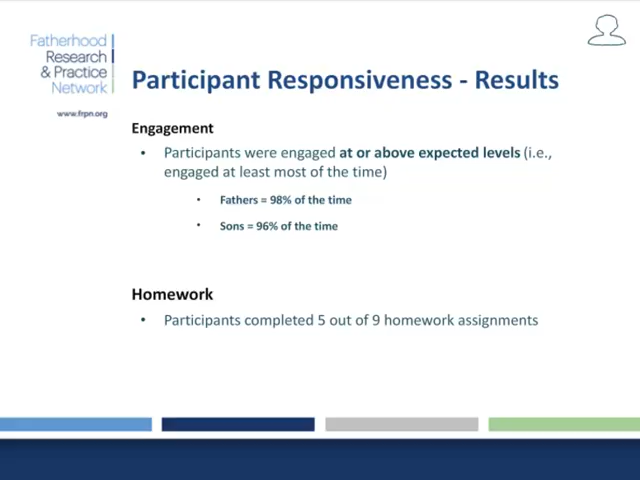 Fatherhood
Research
& Practice
Network
www.frpn.org
Participant Responsiveness - Results
Engagement
• Participants were engaged at or above expected levels (i.e.,
engaged at least most of the time)
• Fathers = 98% of the time
• Sons = 96% of the time
Homework
• Participants completed 5 out of 9 homework assignments